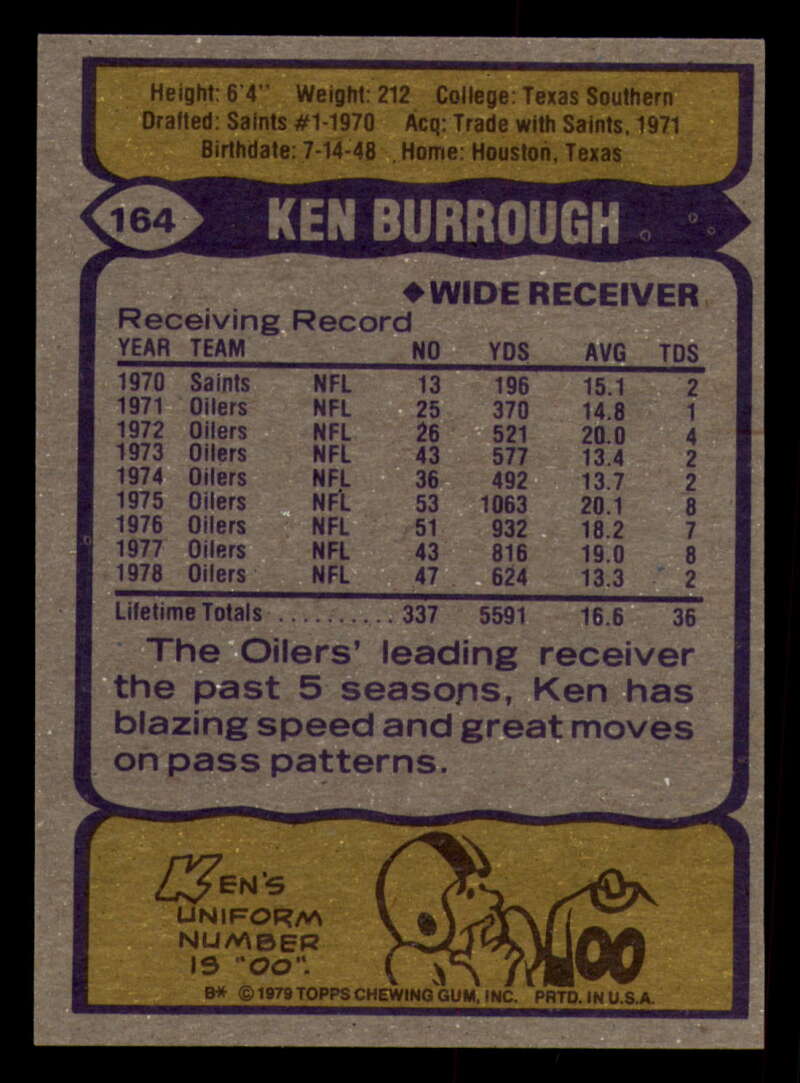 Height: 6'4" Weight: 212 College: Texas Southern
Drafted: Saints #1-1970 Acq: Trade with Saints, 1971
Birthdate: 7-14-48 Home: Houston, Texas
164 KEN BURROUGH
◆WIDE RECEIVER
Receiving Record
YEAR TEAM NO YDS AVG TDS
1970 Saints NFL 13 196 15.1 2
1971 Oilers NFL 25 370 14.8 1
1972 Oilers NFL 26 521 20.0 4
1973 Oilers NFL 43 577 13.4 2
1974 Oilers NFL 36 492 13.7 2
1975 Oilers NFL 53 1063 20.1 8
1976 Oilers NFL 51 932 18.2 7
1977 Oilers NFL 43 816 19.0 8
1978 Oilers NFL 47 624 13.3 2
Lifetime Totals .......... 337 5591 16.6 36
The Oilers' leading receiver
the past 5 seasons, Ken has
blazing speed and great moves
on pass patterns.
KEN'S
UNIFORM
NUMBER
IS "00".
00
B* © 1979 TOPPS CHEWING GUM, INC. PRTD. IN U.S.A.